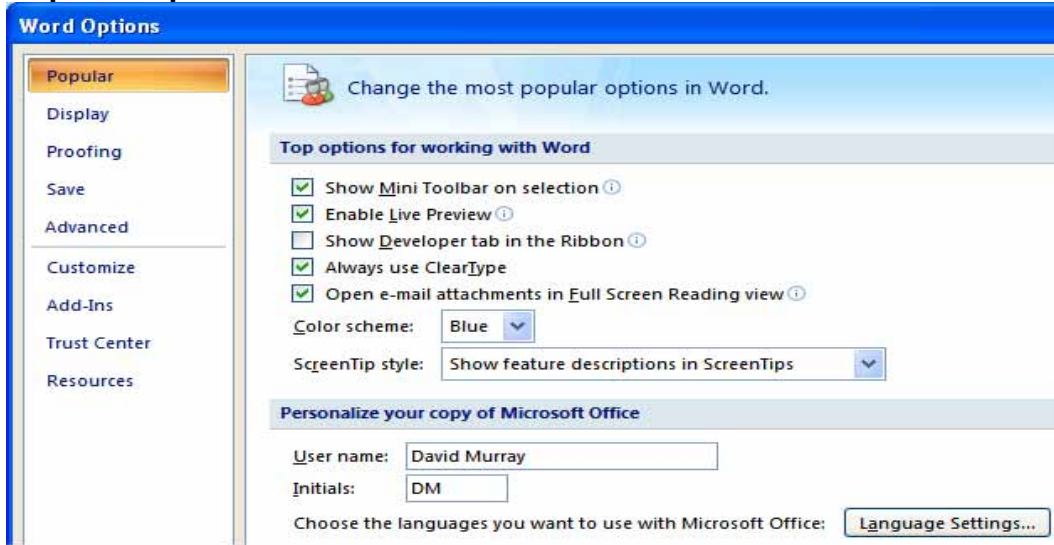 Word Options
Popular
Display
Proofing
Save
Advanced
Customize
Add-Ins
Trust Center
Resources
Change the most popular options in Word.
Top options for working with Word
Show Mini Toolbar on selection
Enable Live Preview
Show Developer tab in the Ribbon
Always use ClearType
Open e-mail attachments in Full Screen Reading view
Color scheme: Blue
ScreenTip style: Show feature descriptions in ScreenTips
Personalize your copy of Microsoft Office
User name: David Murray
Initials: DM
Choose the languages you want to use with Microsoft Office: Language Settings...